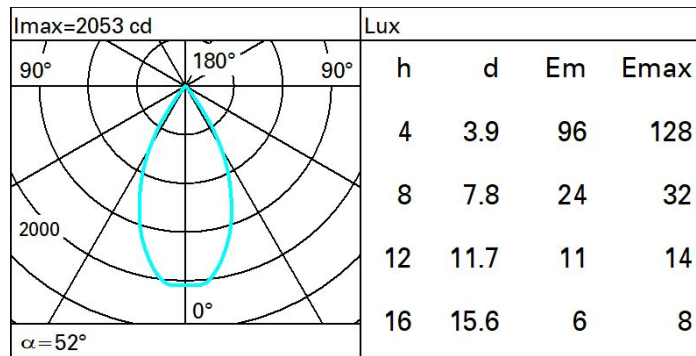 Imax=2053 cd
90° 180° 90°
2000
0°
α=52°
Lux
h d Em Emax
4 3.9 96 128
8 7.8 24 32
12 11.7 11 14
16 15.6 6 8